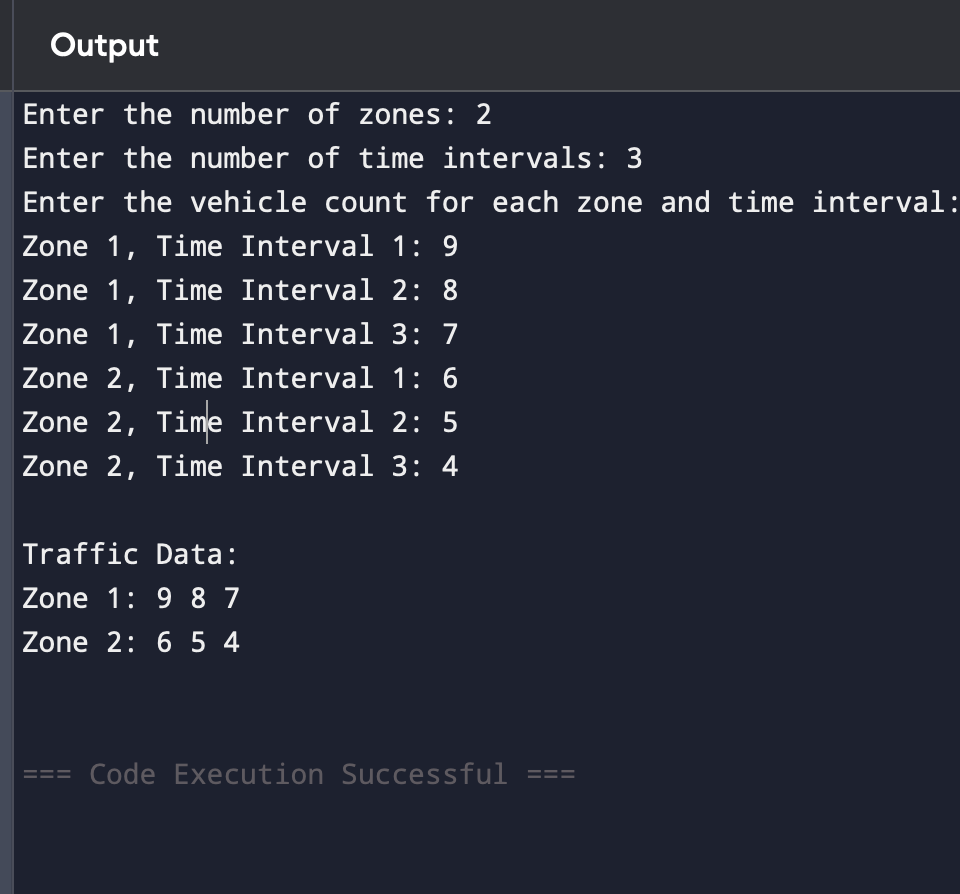 Output
Enter the number of zones: 2
Enter the number of time intervals: 3
Enter the vehicle count for each zone and time interval:
Zone 1, Time Interval 1: 9
Zone 1, Time Interval 2: 8
Zone 1, Time Interval 3: 7
Zone 2, Time Interval 1: 6
Zone 2, Time Interval 2: 5
Zone 2, Time Interval 3: 4
Traffic Data:
Zone 1: 9 8 7
Zone 2: 6 5 4
=== Code Execution Successful ===